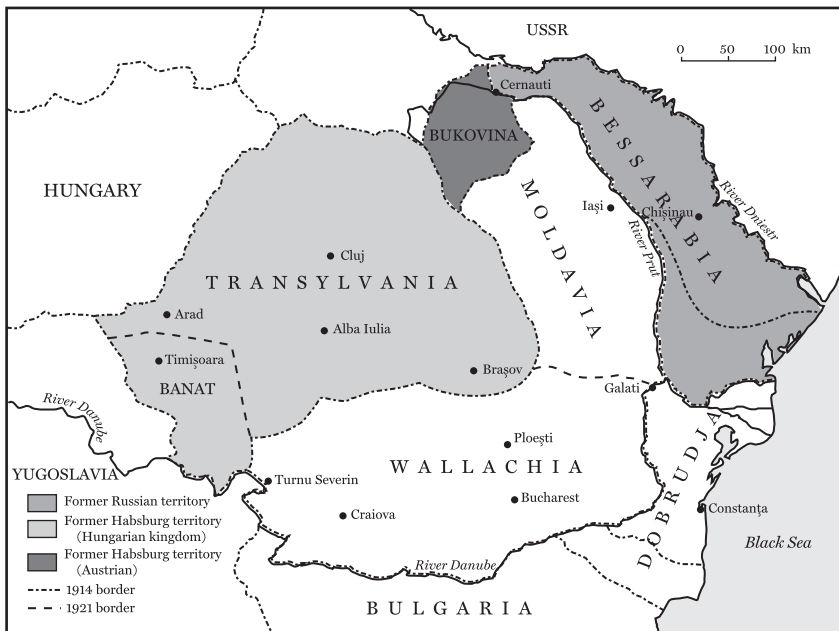 USSR
0 50 100 km
Cernauti
BUKOVINA
BESSARABIA
HUNGARY
River Dniestr
MOLDAVIA
Iaşi
Chişinau
River Prut
Cluj
TRANSYLVANIA
Arad
Alba Iulia
Timişoara
Braşov
BANAT
Galati
River Danube
Ploeşti
WALLACHIA
YUGOSLAVIA
Turnu Severin
DOBRUDJA
Bucharest
Constanţa
Craiova
Black Sea
River Danube
BULGARIA
Former Russian territory
Former Habsburg territory
(Hungarian kingdom)
Former Habsburg territory
(Austrian)
1914 border
1921 border